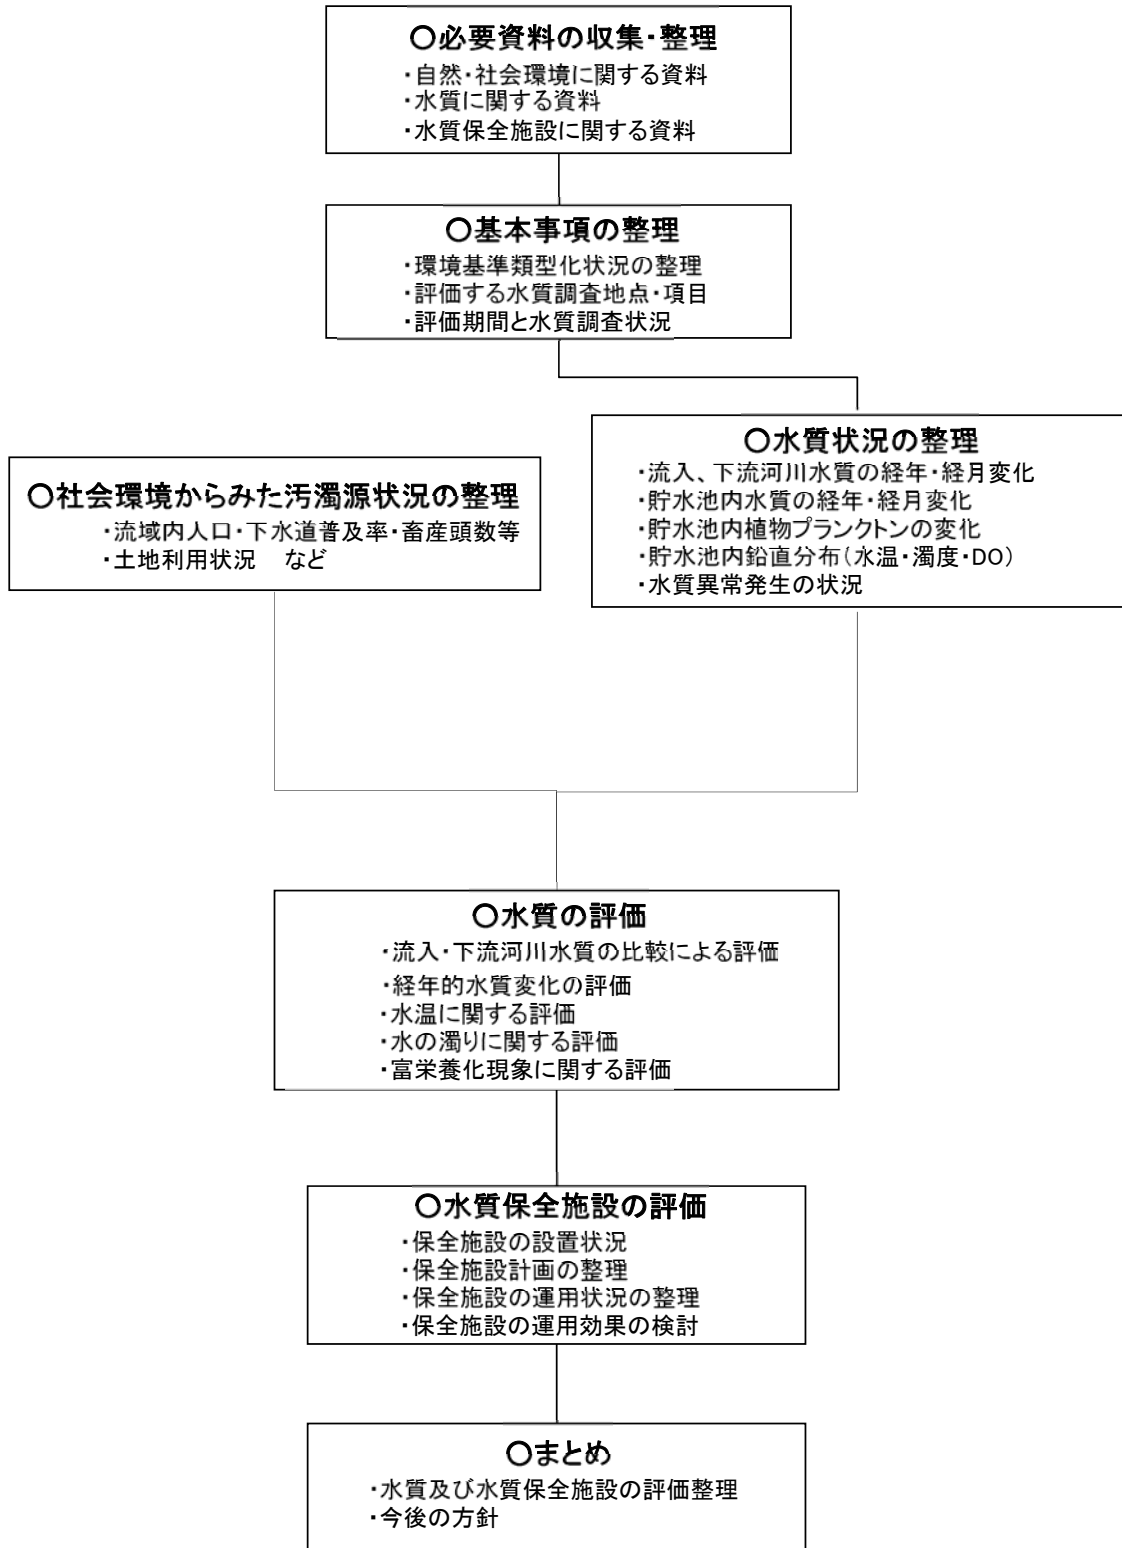 〇必要資料の収集・整理
・自然・社会環境に関する資料
・水質に関する資料
・水質保全施設に関する資料
〇基本事項の整理
・環境基準類型化状況の整理
・評価する水質調査地点・項目
・評価期間と水質調査状況
〇社会環境からみた汚濁源状況の整理
・流域内人口・下水道普及率・畜産頭数等
・土地利用状況　など
〇水質状況の整理
・流入、下流河川水質の経年・経月変化
・貯水池内水質の経年・経月変化
・貯水池内植物プランクトンの変化
・貯水池内鉛直分布(水温・濁度・DO)
・水質異常発生の状況
〇水質の評価
・流入・下流河川水質の比較による評価
・経年的水質変化の評価
・水温に関する評価
・水の濁りに関する評価
・富栄養化現象に関する評価
〇水質保全施設の評価
・保全施設の設置状況
・保全施設計画の整理
・保全施設の運用状況の整理
・保全施設の運用効果の検討
〇まとめ
・水質及び水質保全施設の評価整理
・今後の方針